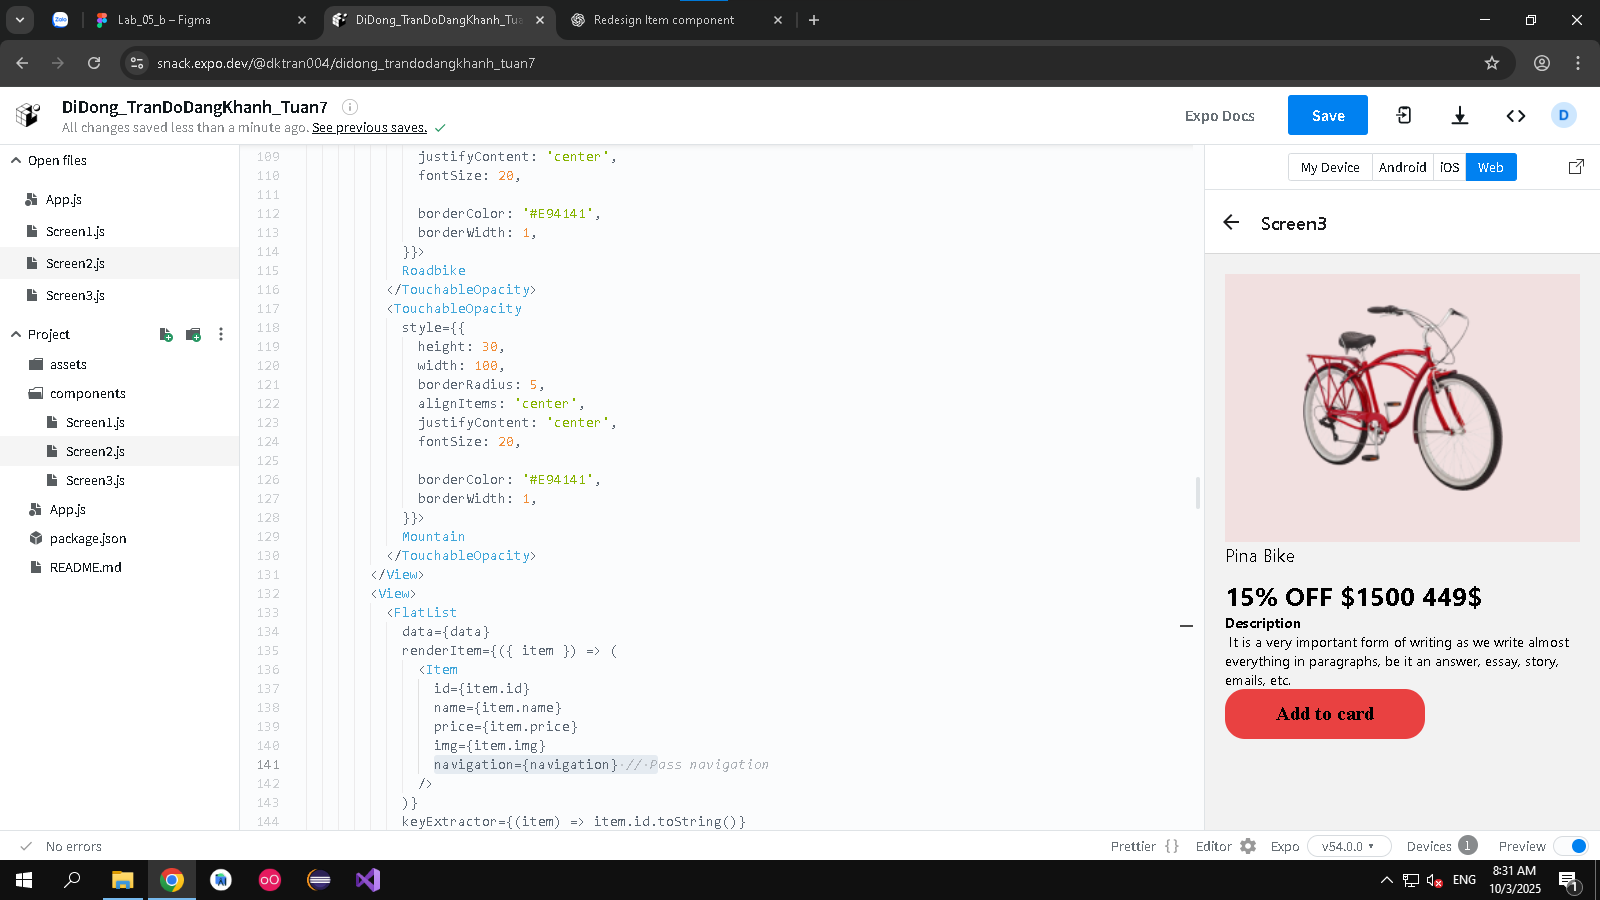 Zalo
Lab_05_b – Figma
DiDong_TranDoDangKhanh_Tua
Redesign Item component
snack.expo.dev/@dktran004/didong_trandodangkhanh_tuan7
DiDong_TranDoDangKhanh_Tuan7
All changes saved less than a minute ago. See previous saves.
Expo Docs
Save
D
Open files
App.js
Screen1.js
Screen2.js
Screen3.js
Project
assets
components
Screen1.js
Screen2.js
Screen3.js
App.js
package.json
README.md
109 justifyContent: 'center',
110 fontSize: 20,
111
112 borderColor: '#E94141',
113 borderWidth: 1,
114 }}>
115 Roadbike
116 </TouchableOpacity>
117 <TouchableOpacity
118 style={{
119 height: 30,
120 width: 100,
121 borderRadius: 5,
122 alignItems: 'center',
123 justifyContent: 'center',
124 fontSize: 20,
125
126 borderColor: '#E94141',
127 borderWidth: 1,
128 }}>
129 Mountain
130 </TouchableOpacity>
131 </View>
132 <View>
133 <FlatList
134 data={data}
135 renderItem={({ item }) => (
136 <Item
137 id={item.id}
138 name={item.name}
139 price={item.price}
140 img={item.img}
141 navigation={navigation} // Pass navigation
142 />
143 )}
144 keyExtractor={(item) => item.id.toString()}
My Device
Android
iOS
Web
Screen3
Pina Bike
15% OFF $1500 449$
Description
It is a very important form of writing as we write almost
everything in paragraphs, be it an answer, essay, story,
emails, etc.
Add to card
No errors
Prettier {}
Editor
Expo
v54.0.0
Devices 1
Preview
ENG
8:31 AM
10/3/2025
1